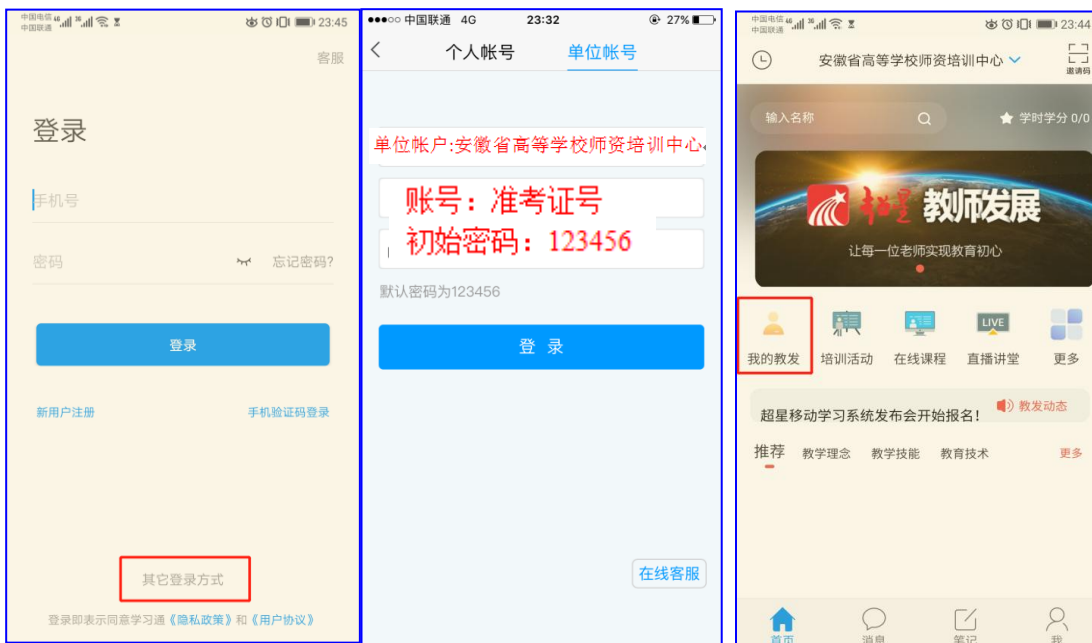 中国电信
中国联通
23:45
客服
登录
手机号
密码
忘记密码?
登录
新用户注册
手机验证码登录
其它登录方式
登录即表示同意学习通《隐私政策》和《用户协议》
中国联通 4G
23:32
27%
个人帐号
单位帐号
单位帐户:安徽省高等学校师资培训中心
账号：准考证号
初始密码：123456
默认密码为123456
登 录
在线客服
中国电信
中国联通
23:44
安徽省高等学校师资培训中心
邀请码
输入名称
学时学分 0/0
超星 教师发展
让每一位老师实现教育初心
LIVE
我的教发
培训活动
在线课程
直播讲堂
更多
超星移动学习系统发布会开始报名!
教发动态
推荐
教学理念
教学技能
教育技术
更多
首页
消息
笔记
我